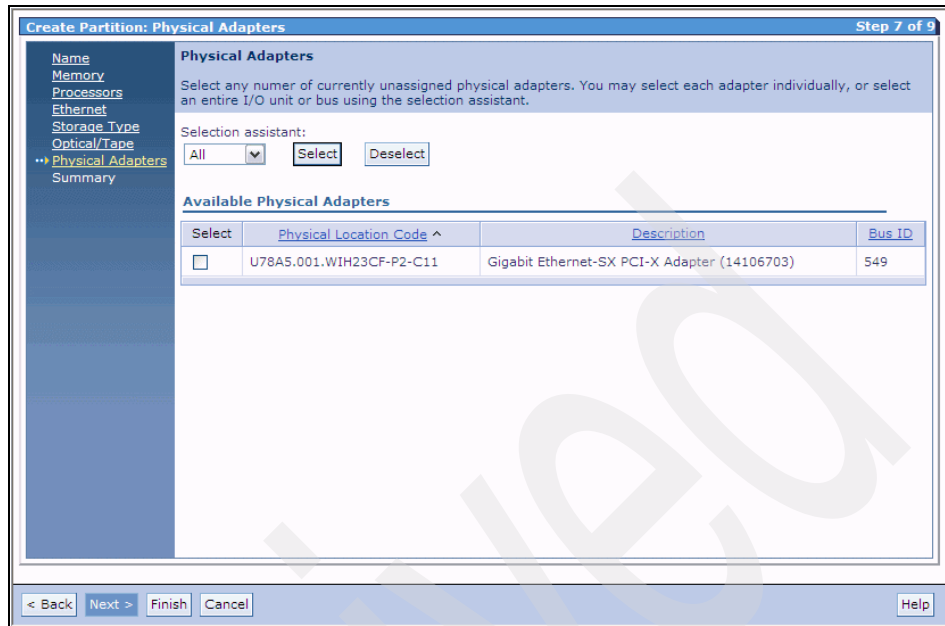 Create Partition: Physical Adapters
Step 7 of 9
Name
Memory
Processors
Ethernet
Storage Type
Optical/Tape
Physical Adapters
Summary
Physical Adapters
Select any numer of currently unassigned physical adapters. You may select each adapter individually, or select
an entire I/O unit or bus using the selection assistant.
Selection assistant:
All Select Deselect
Available Physical Adapters
Select Physical Location Code ^ Description Bus ID
U78A5.001.WIH23CF-P2-C11 Gigabit Ethernet-SX PCI-X Adapter (14106703) 549
< Back Next > Finish Cancel Help